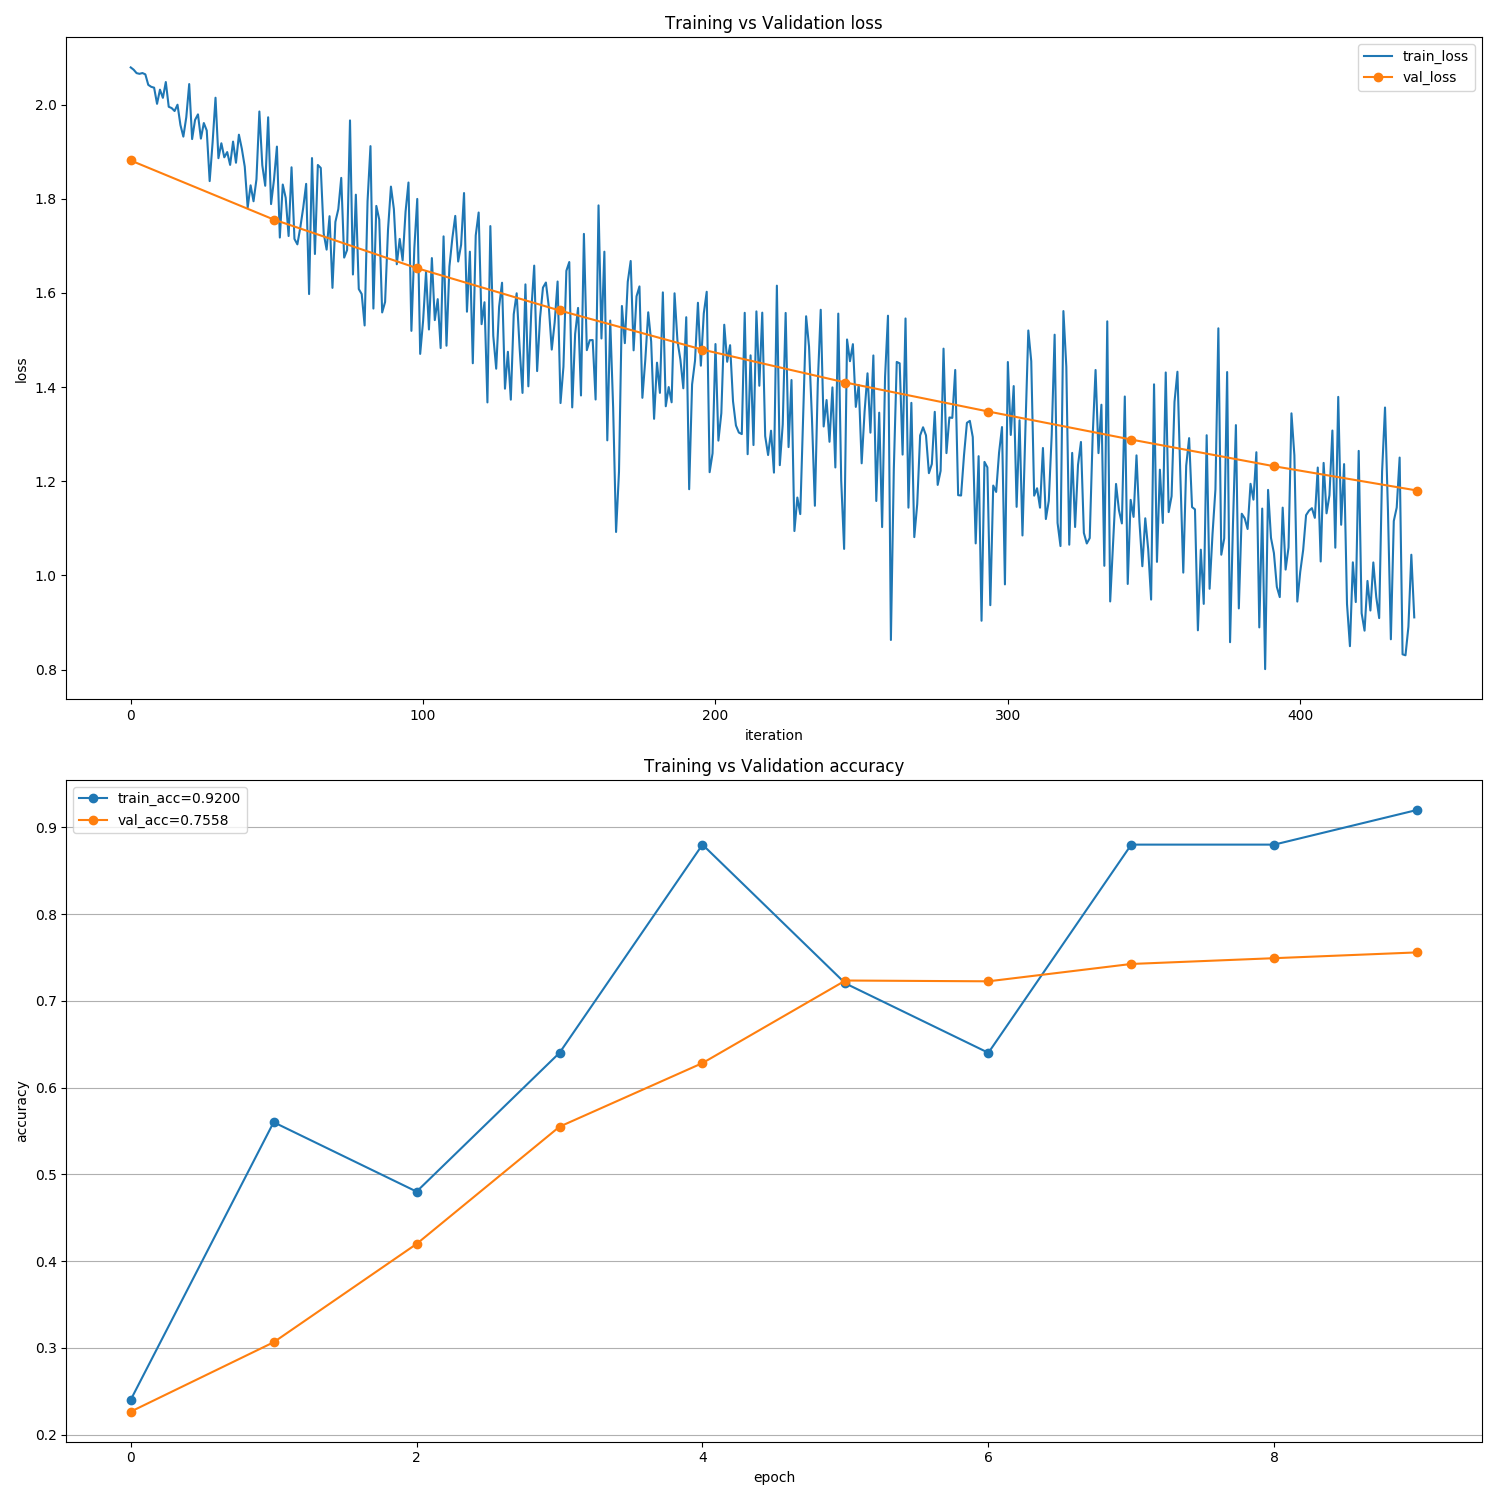 Training vs Validation loss
train_loss
val_loss
2.0
1.8
1.6
1.4
1.2
1.0
0.8
loss
0
100
200
300
400
iteration
Training vs Validation accuracy
train_acc=0.9200
val_acc=0.7558
0.9
0.8
0.7
0.6
0.5
0.4
0.3
0.2
accuracy
0
2
4
6
8
epoch